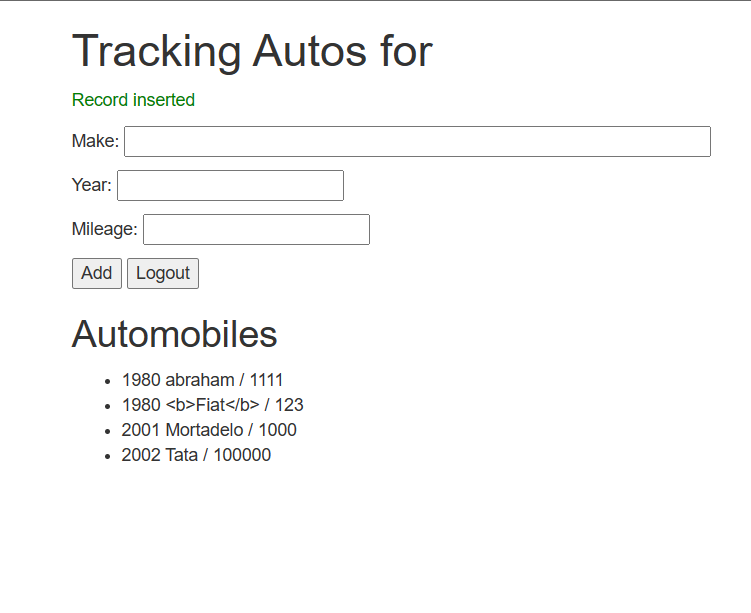 Tracking Autos for
Record inserted
Make:
Year:
Mileage:
Add Logout
Automobiles
• 1980 abraham / 1111
• 1980 <b>Fiat</b> / 123
• 2001 Mortadelo / 1000
• 2002 Tata / 100000